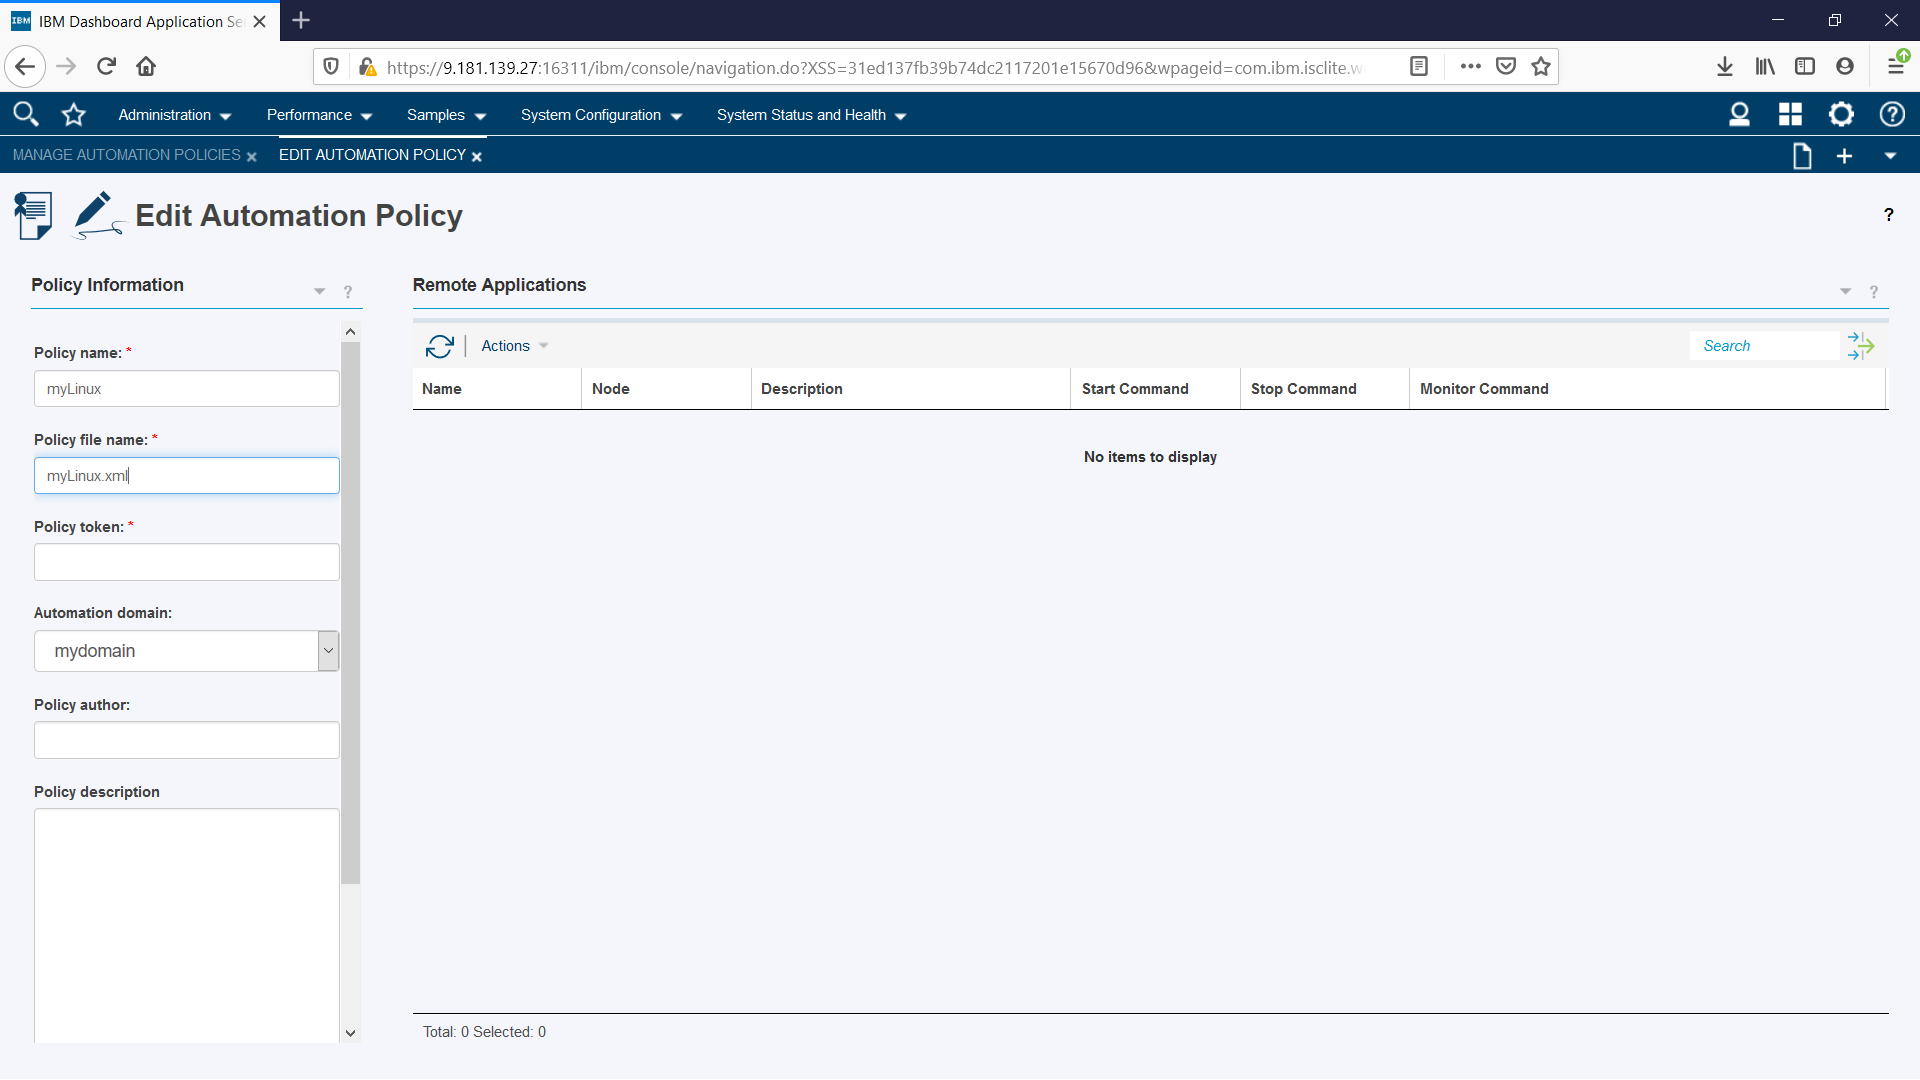 IBM IBM Dashboard Application Se
https://9.181.139.27:16311/ibm/console/navigation.do?XSS=31ed137fb39b74dc2117201e15670d96&wpageid=com.ibm.isclite.w
Administration Performance Samples System Configuration System Status and Health
MANAGE AUTOMATION POLICIES EDIT AUTOMATION POLICY
Edit Automation Policy ?
Policy Information ?
Policy name: *
myLinux
Policy file name: *
myLinux.xml
Policy token: *
Automation domain:
mydomain
Policy author:
Policy description
Remote Applications ?
Actions Search
Name Node Description Start Command Stop Command Monitor Command
No items to display
Total: 0 Selected: 0